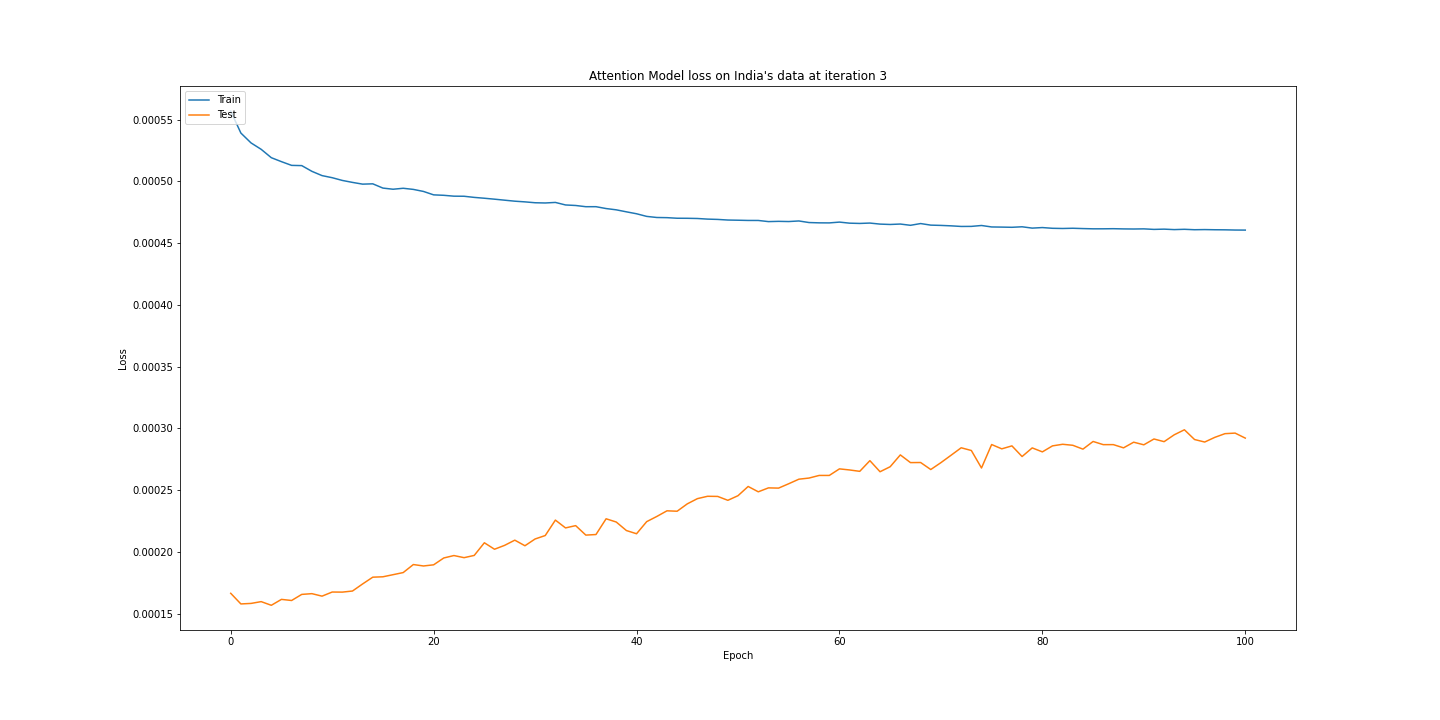 Attention Model loss on India's data at iteration 3
Train
Test
0.00055
0.00050
0.00045
0.00040
0.00035
0.00030
0.00025
0.00020
0.00015
Loss
0 20 40 60 80 100
Epoch